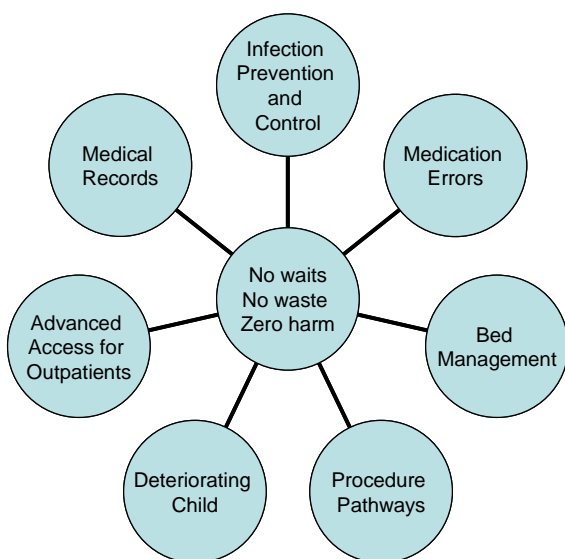 Infection
Prevention
and
Control
Medical
Records
Medication
Errors
No waits
No waste
Zero harm
Advanced
Access for
Outpatients
Bed
Management
Deteriorating
Child
Procedure
Pathways